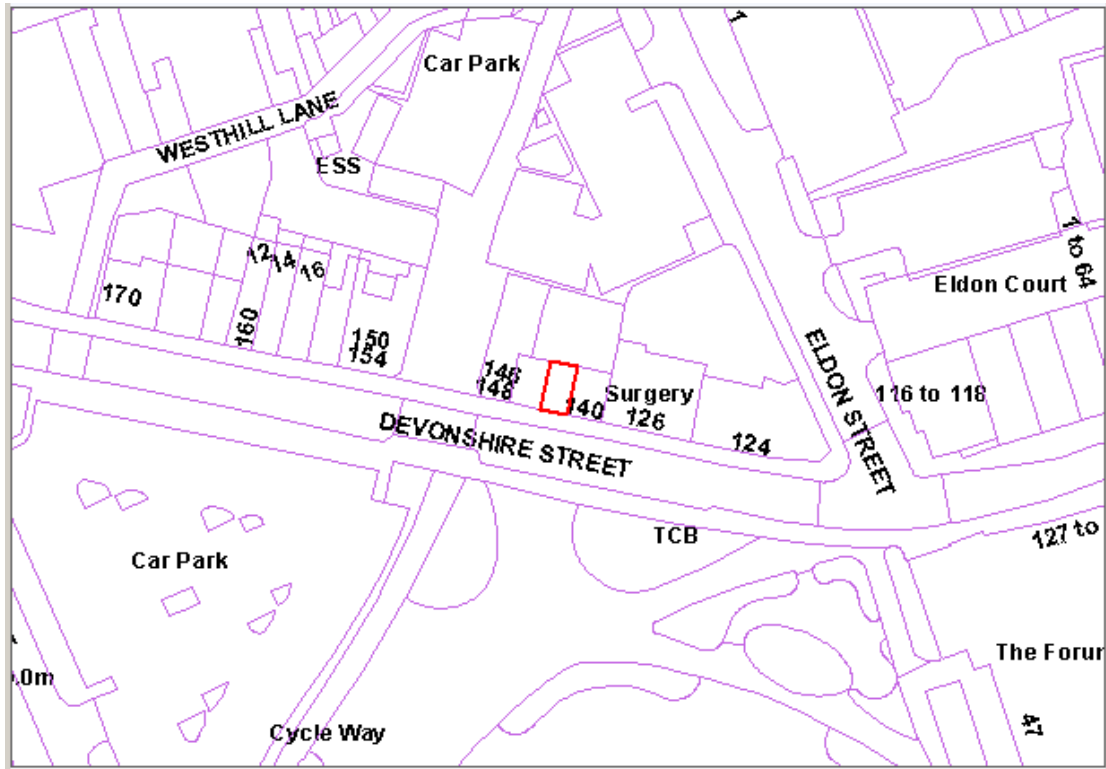 1
Car Park
WESTHILL LANE
ESS
1 to 64
12
14
16
Eldon Court
170
160
150
154
ELDON STREET
146
148
140
Surgery
126
116 to 118
DEVONSHIRE STREET
124
TCB
127 to
Car Park
The Forur
.0m
47
Cycle Way